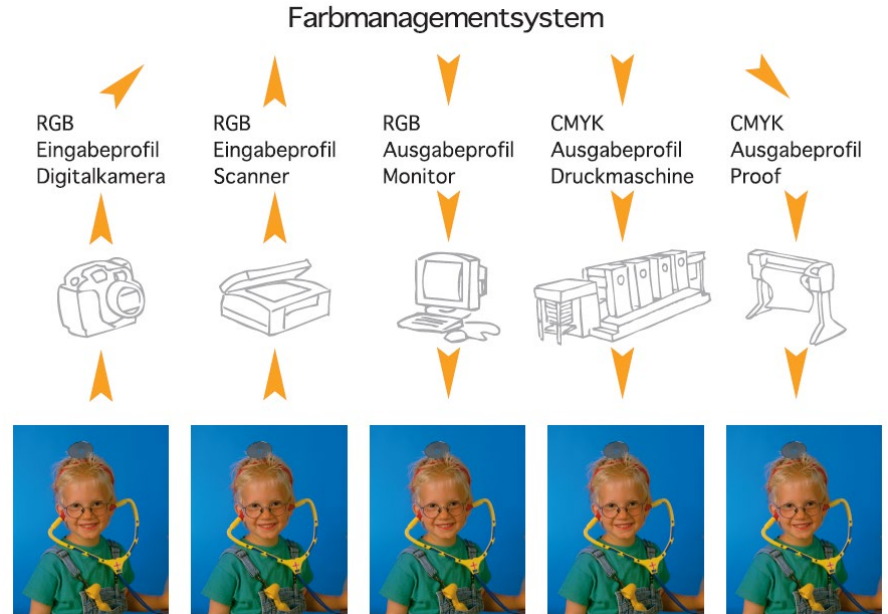 Farbmanagementsystem
RGB
Eingabeprofil
Digitalkamera
RGB
Eingabeprofil
Scanner
RGB
Ausgabeprofil
Monitor
CMYK
Ausgabeprofil
Druckmaschine
CMYK
Ausgabeprofil
Proof